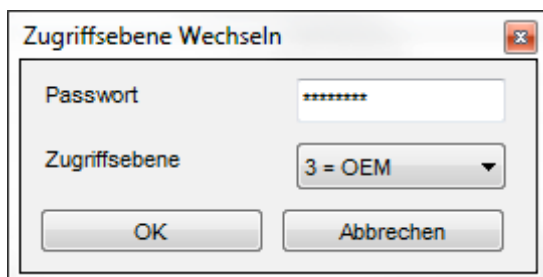 Zugriffsebene Wechseln
Passwort ********
Zugriffsebene 3 = OEM
OK Abbrechen